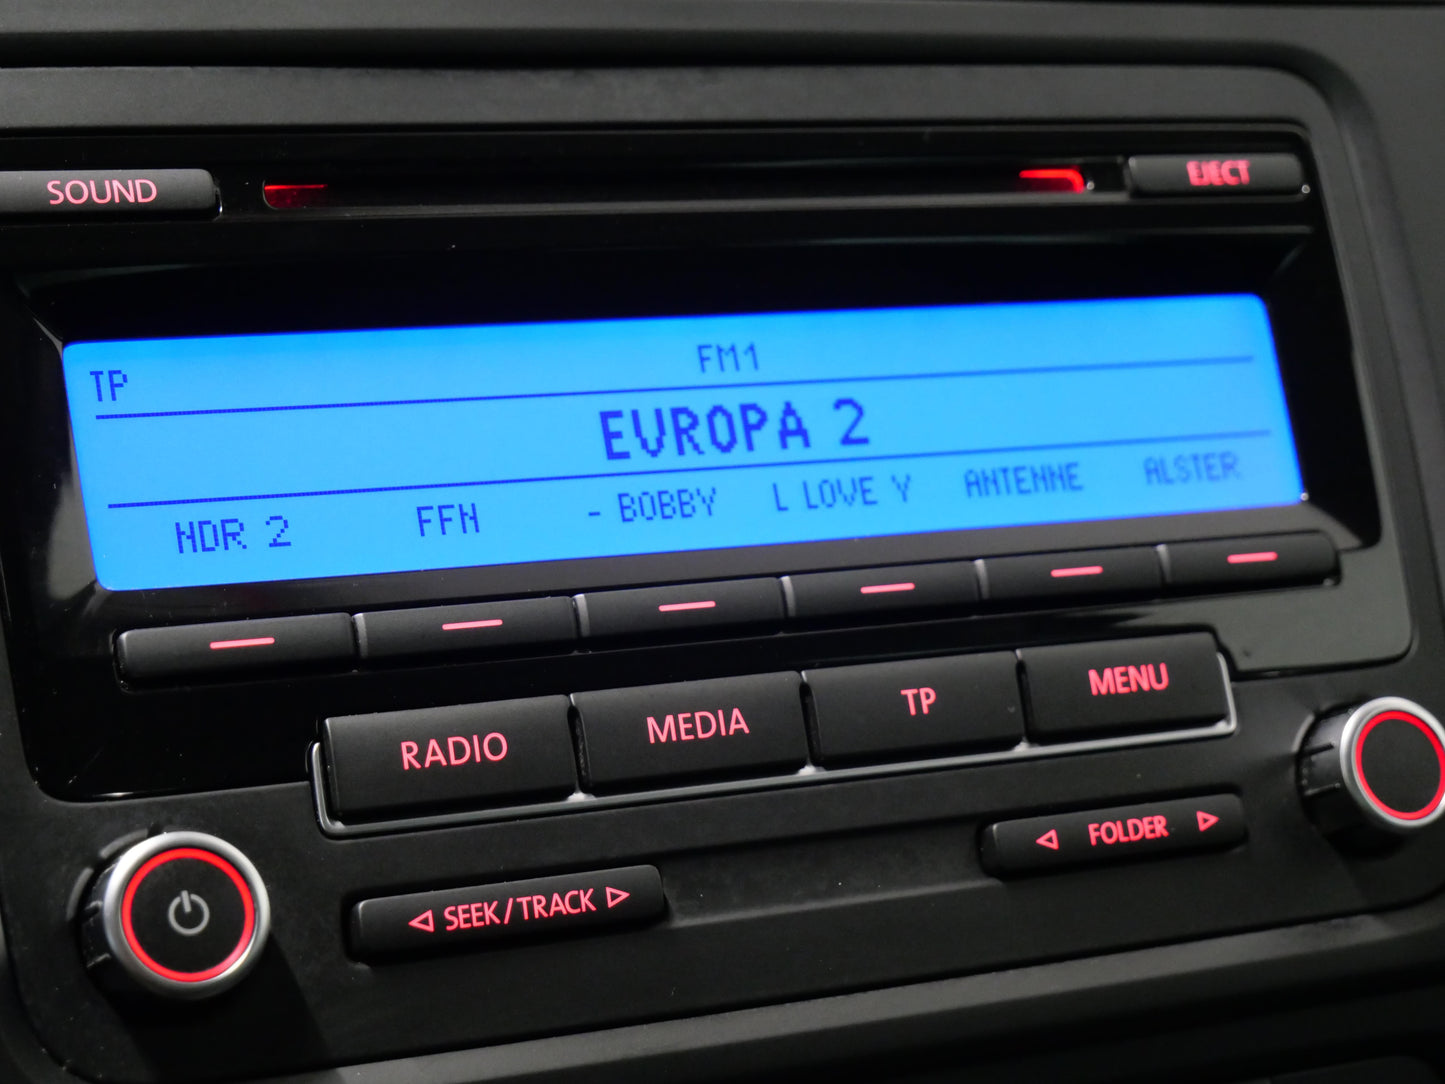 SOUND
EJECT
TP FM1
EVROPA 2
NDR 2 FFN - BOBBY L LOVE Y ANTENNE ALSTER
RADIO MEDIA TP MENU
SEEK/TRACK FOLDER